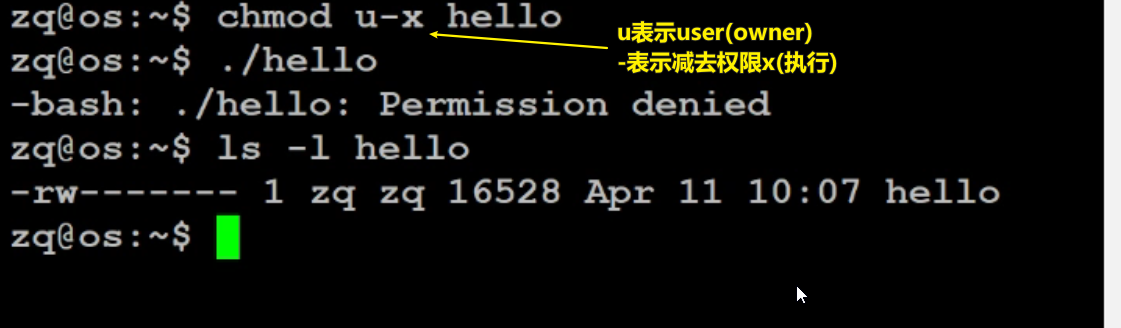 zq@os:~$ chmod u-x hello
u表示user(owner)
-表示减去权限x(执行)
zq@os:~$ ./hello
-bash: ./hello: Permission denied
zq@os:~$ ls -l hello
-rw------- 1 zq zq 16528 Apr 11 10:07 hello
zq@os:~$